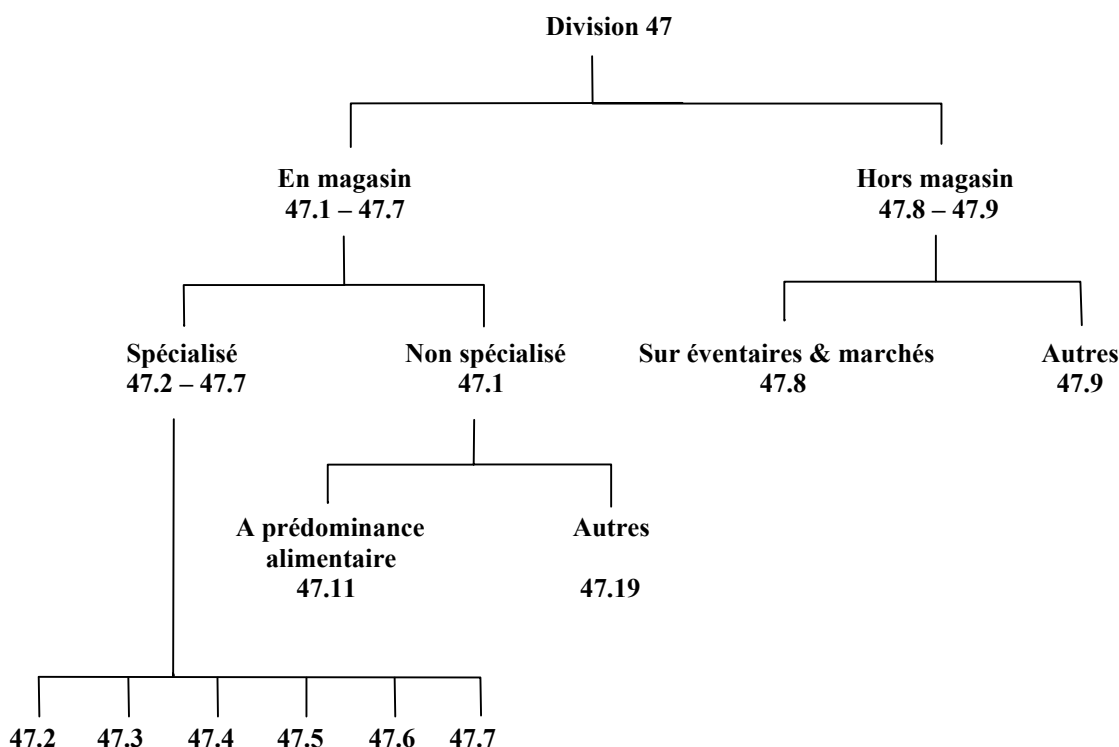 Division 47
En magasin
47.1 – 47.7
Hors magasin
47.8 – 47.9
Spécialisé
47.2 – 47.7
Non spécialisé
47.1
Sur éventaires & marchés
47.8
Autres
47.9
A prédominance
alimentaire
47.11
Autres
47.19
47.2 47.3 47.4 47.5 47.6 47.7